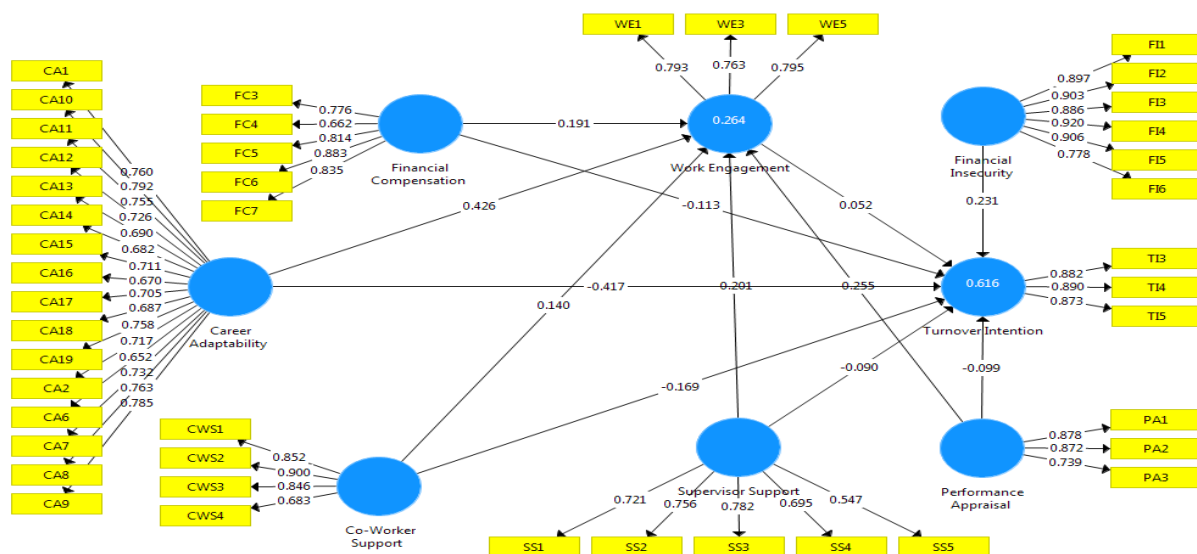 WE1
WE3
WE5
0.793
0.763
0.795
0.264
Work Engagement
FI1
FI2
FI3
FI4
FI5
FI6
0.897
0.903
0.886
0.920
0.906
0.778
Financial
Insecurity
0.231
CA1
CA10
CA11
CA12
CA13
CA14
CA15
CA16
CA17
CA18
CA19
CA2
CA6
CA7
CA8
CA9
0.760
0.792
0.755
0.726
0.690
0.682
0.711
0.670
0.705
0.687
0.758
0.717
0.652
0.732
0.763
0.785
Career
Adaptability
FC3
FC4
FC5
FC6
FC7
0.776
0.662
0.814
0.883
0.835
Financial
Compensation
0.191
0.426
-0.113
0.052
-0.417
0.201
0.255
0.140
-0.169
-0.090
-0.099
0.616
Turnover Intention
0.882
0.890
0.873
TI3
TI4
TI5
CWS1
CWS2
CWS3
CWS4
0.852
0.900
0.846
0.683
Co-Worker
Support
Supervisor Support
0.721
0.756
0.782
0.695
0.547
SS1
SS2
SS3
SS4
SS5
Performance
Appraisal
0.878
0.872
0.739
PA1
PA2
PA3